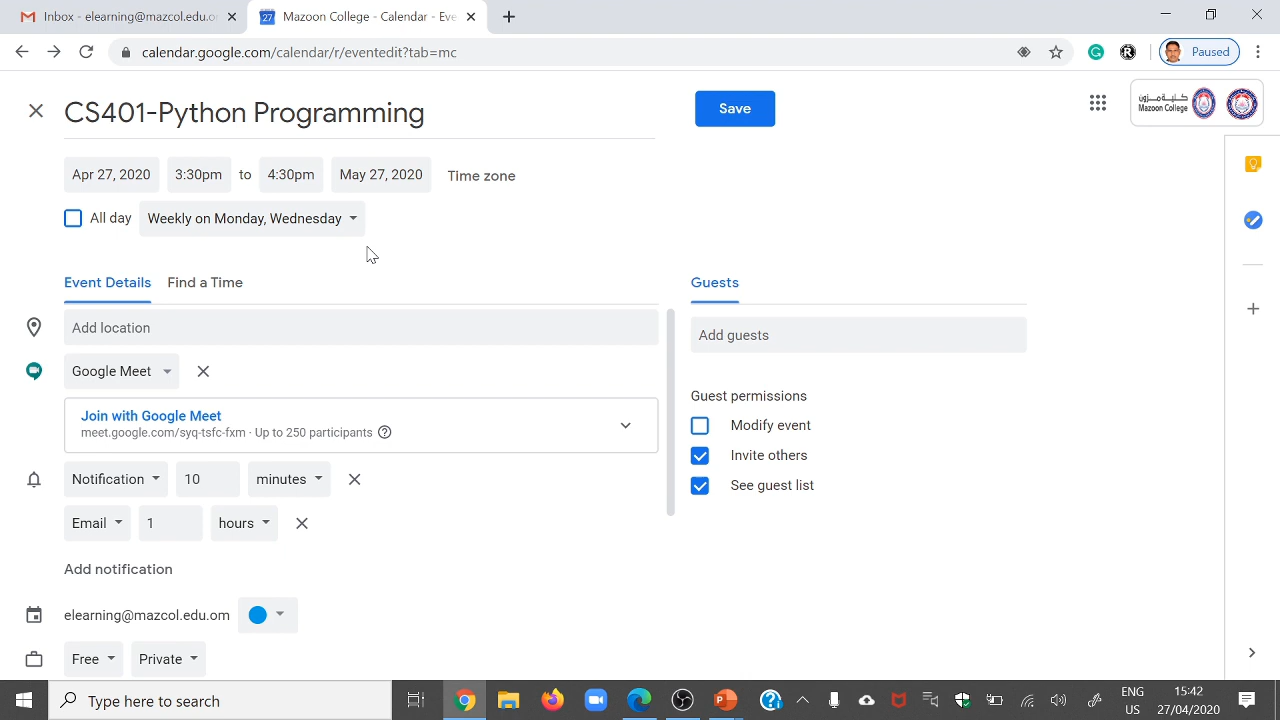 Inbox - elearning@mazcol.edu.o
Mazoon College - Calendar - Eve
calendar.google.com/calendar/r/eventedit?tab=mc
Paused
CS401-Python Programming
Save
كلية مزون
Mazoon College
Apr 27, 2020 3:30pm to 4:30pm May 27, 2020 Time zone
All day Weekly on Monday, Wednesday
Event Details Find a Time
Guests
Add location
Add guests
Google Meet
Guest permissions
Join with Google Meet
meet.google.com/syq-tsfc-fxm · Up to 250 participants
Modify event
Invite others
See guest list
Notification 10 minutes
Email 1 hours
Add notification
elearning@mazcol.edu.om
Free Private
Type here to search
ENG
US
15:42
27/04/2020